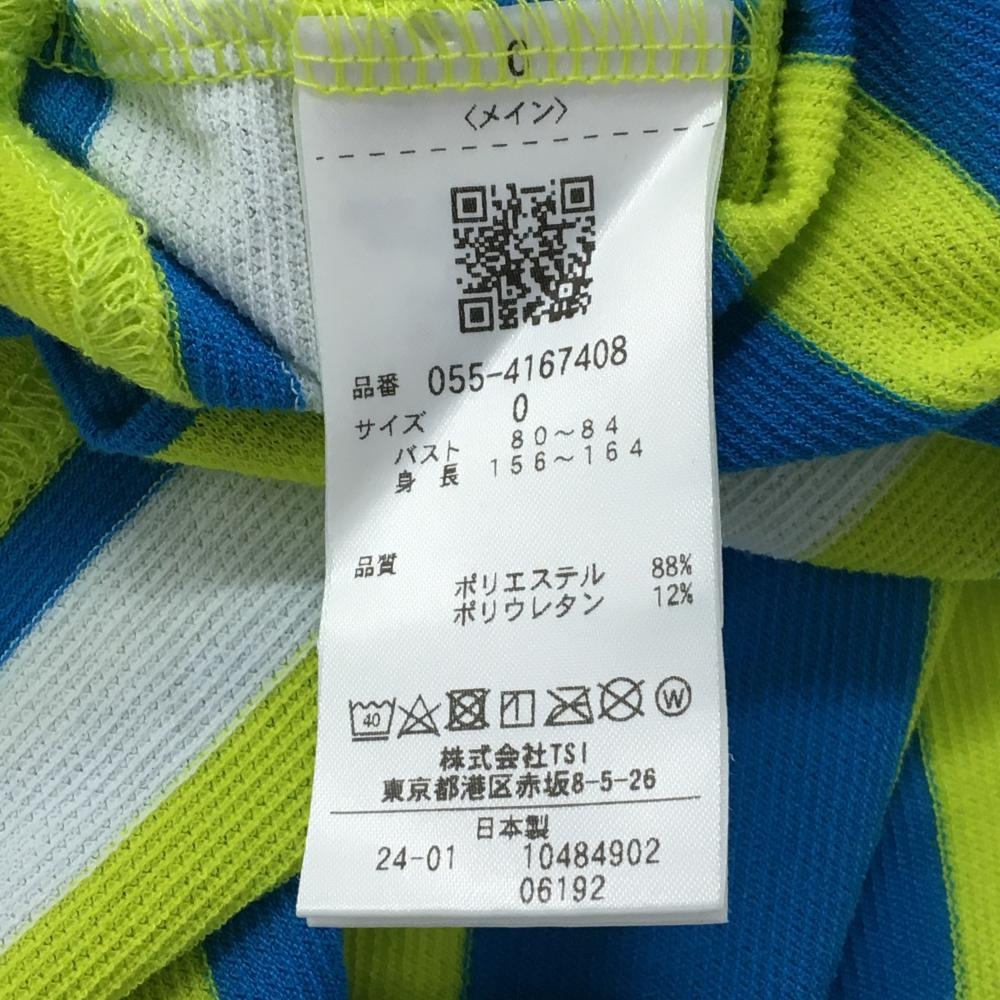 0
〈メイン〉
品番 055-4167408
サイズ 0
バスト 80～84
身長 156～164
品質
ポリエステル 88%
ポリウレタン 12%
40 W
株式会社TSI
東京都港区赤坂8-5-26
日本製
24-01 10484902
06192